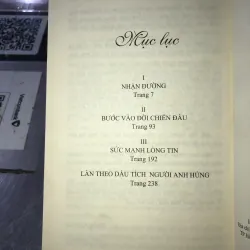 Mục lục
I
NHẬN ĐƯỜNG
Trang 7
II
BƯỚC VÀO ĐỜI CHIẾN ĐẤU
Trang 93
III
SỨC MẠNH LÒNG TIN
Trang 192
LẦN THEO DẤU TÍCH NGƯỜI ANH HÙNG
Trang 238